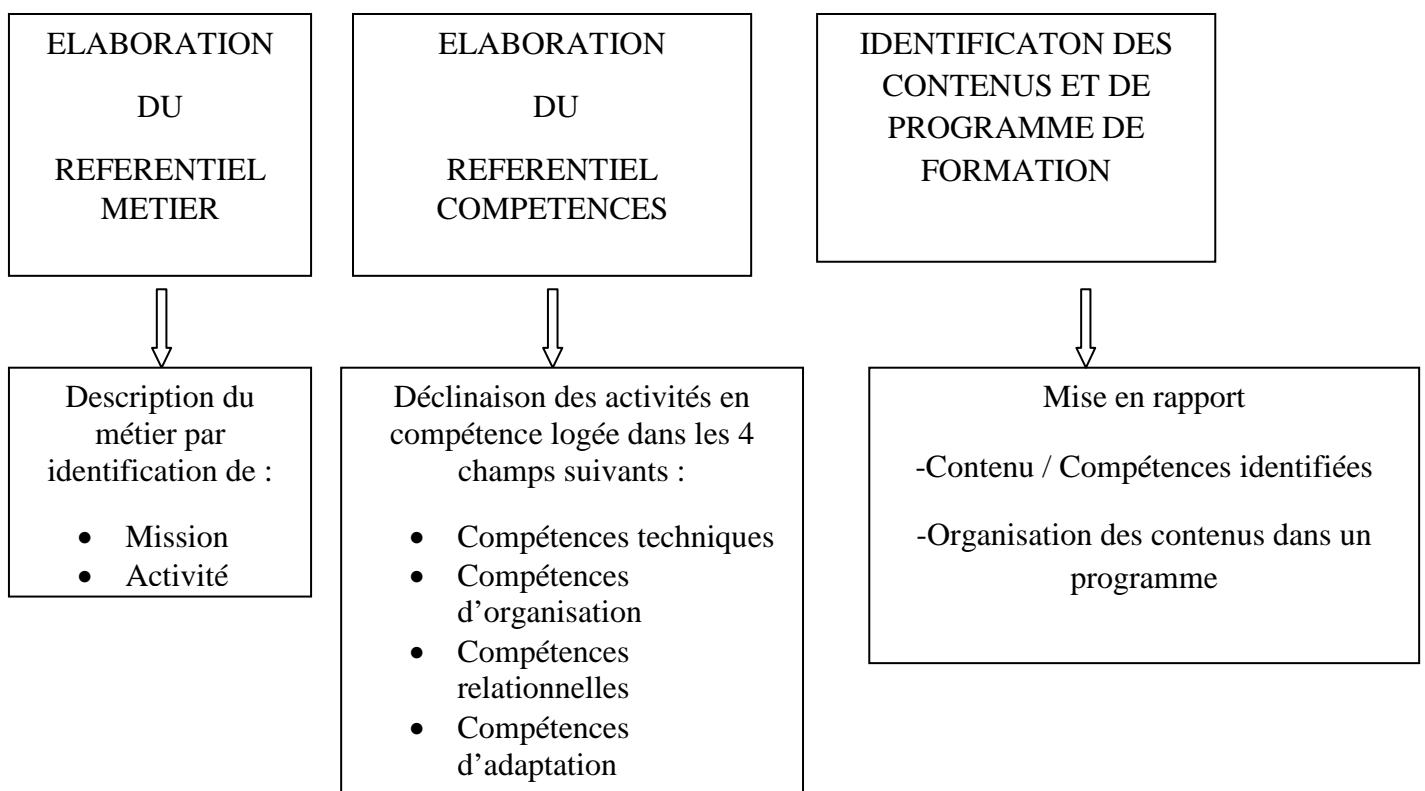 ELABORATION
DU
REFERENTIEL
METIER
ELABORATION
DU
REFERENTIEL
COMPETENCES
IDENTIFICATON DES
CONTENUS ET DE
PROGRAMME DE
FORMATION
Description du
métier par
identification de :
• Mission
• Activité
Déclinaison des activités en
compétence logée dans les 4
champs suivants :
• Compétences techniques
• Compétences
d’organisation
• Compétences
relationnelles
• Compétences
d’adaptation
Mise en rapport
-Contenu / Compétences identifiées
-Organisation des contenus dans un
programme